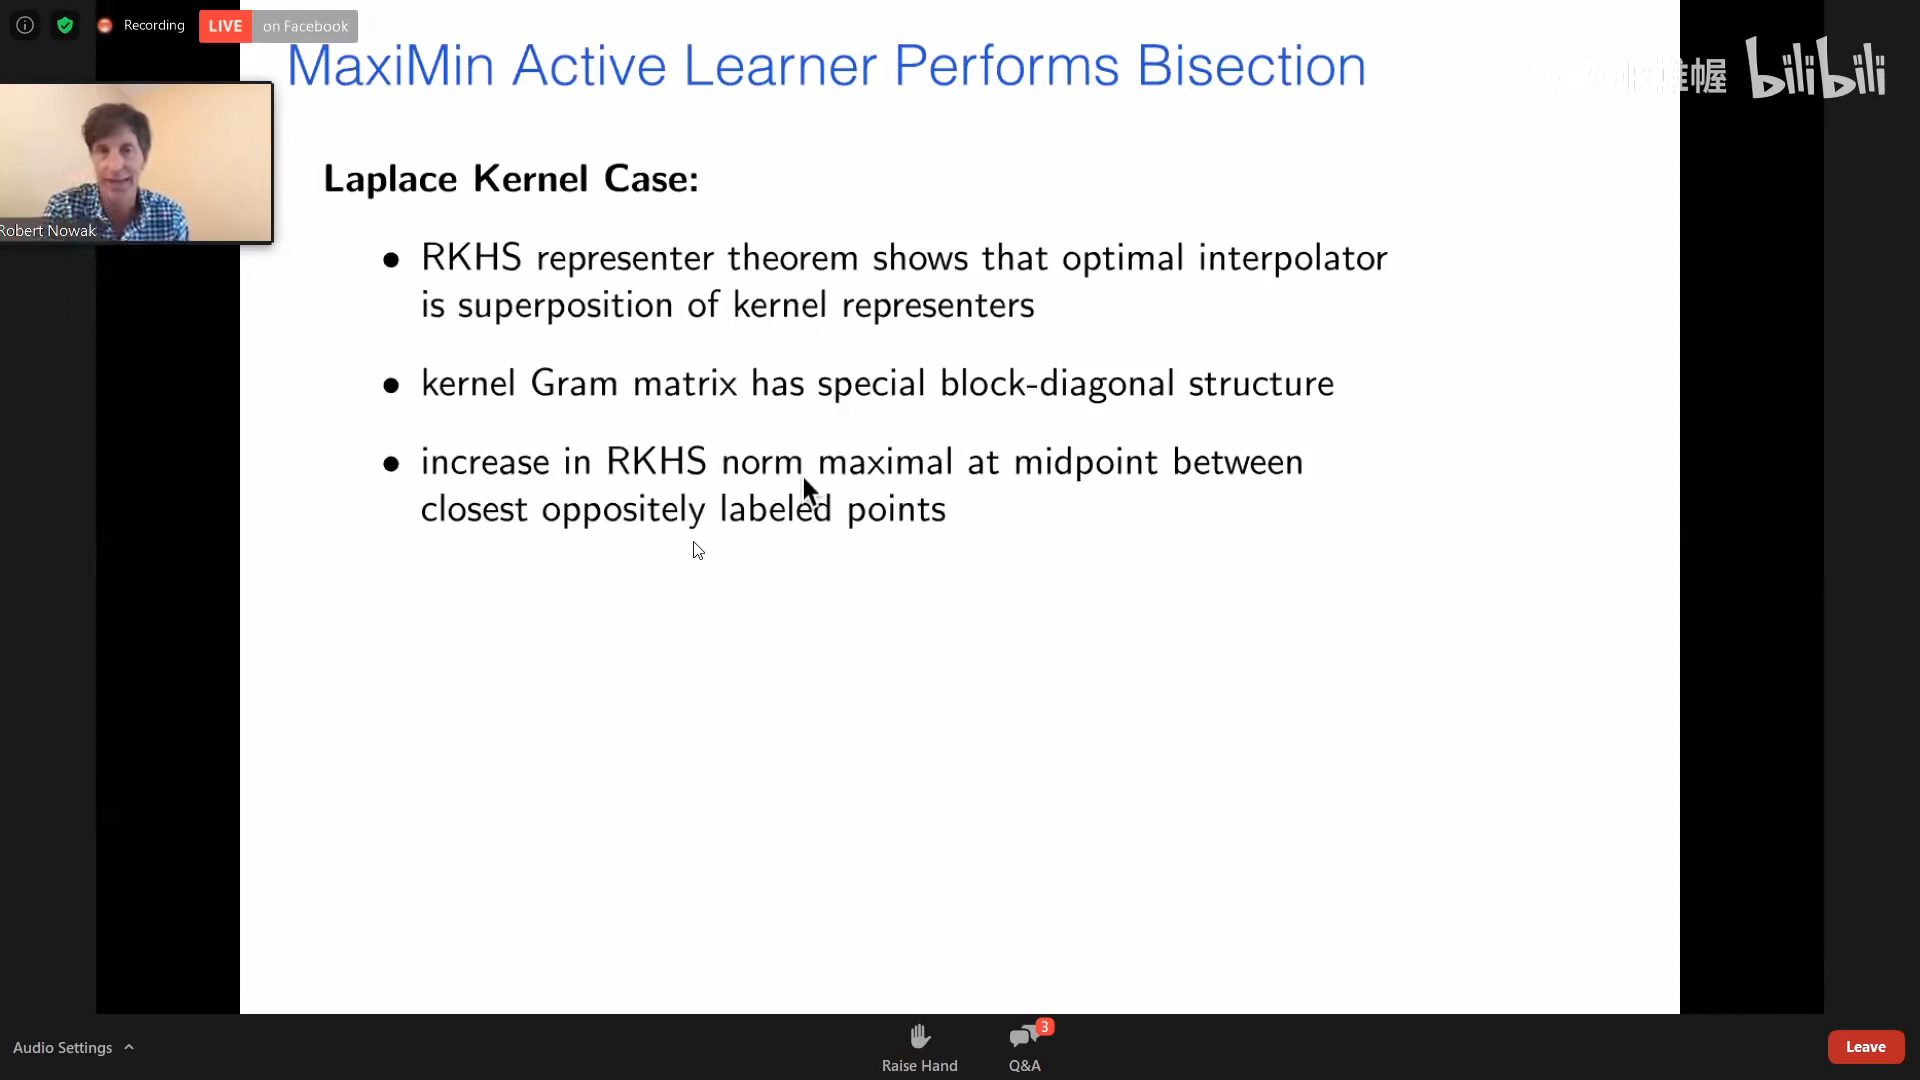 Recording
LIVE on Facebook
MaxiMin Active Learner Performs Bisection
bilibili
Robert Nowak
Laplace Kernel Case:
• RKHS representer theorem shows that optimal interpolator
is superposition of kernel representers
• kernel Gram matrix has special block-diagonal structure
• increase in RKHS norm maximal at midpoint between
closest oppositely labeled points
Audio Settings
Raise Hand
3
Q&A
Leave